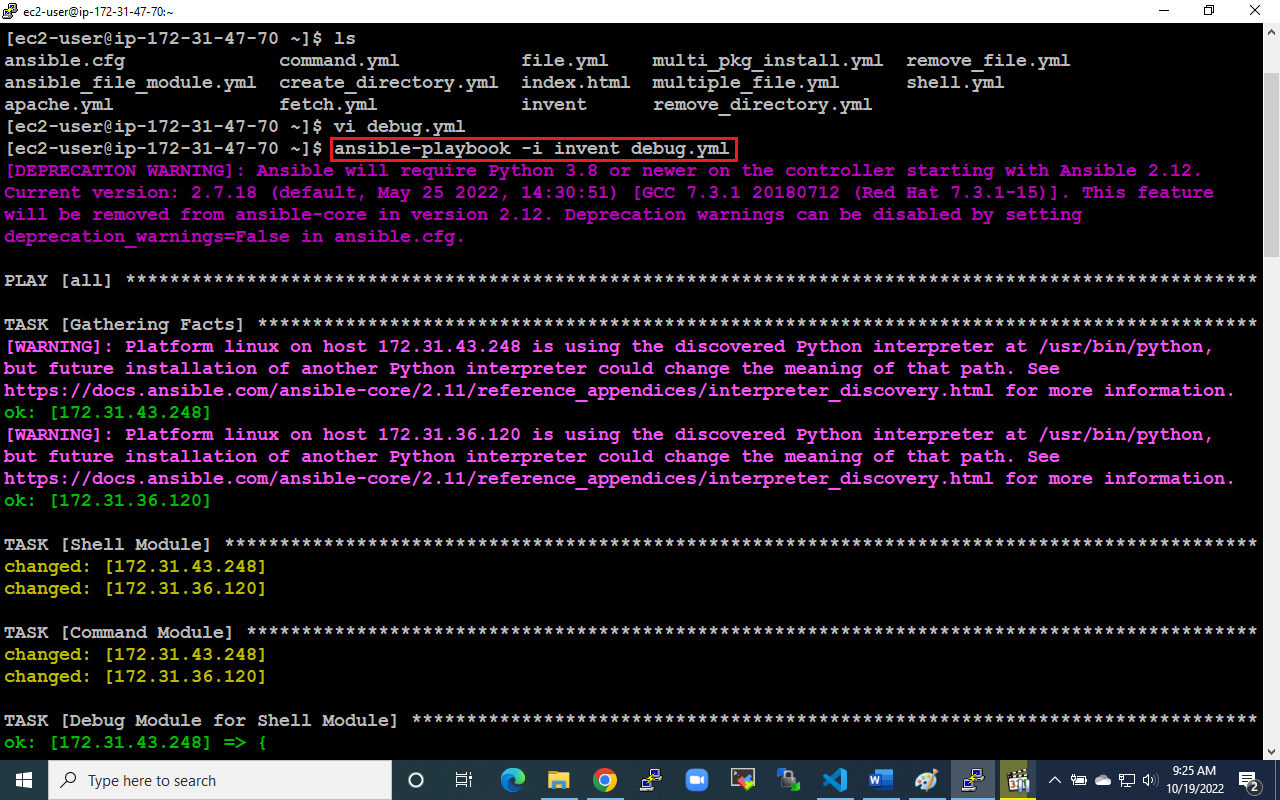 ec2-user@ip-172-31-47-70:~
[ec2-user@ip-172-31-47-70 ~]$ ls
ansible.cfg              command.yml           file.yml    multi_pkg_install.yml  remove_file.yml
ansible_file_module.yml  create_directory.yml  index.html  multiple_file.yml      shell.yml
apache.yml               fetch.yml             invent      remove_directory.yml
[ec2-user@ip-172-31-47-70 ~]$ vi debug.yml
[ec2-user@ip-172-31-47-70 ~]$ ansible-playbook -i invent debug.yml
[DEPRECATION WARNING]: Ansible will require Python 3.8 or newer on the controller starting with Ansible 2.12.
Current version: 2.7.18 (default, May 25 2022, 14:30:51) [GCC 7.3.1 20180712 (Red Hat 7.3.1-15)]. This feature
will be removed from ansible-core in version 2.12. Deprecation warnings can be disabled by setting
deprecation_warnings=False in ansible.cfg.
PLAY [all] *******************************************************************************************************
TASK [Gathering Facts] *******************************************************************************************
[WARNING]: Platform linux on host 172.31.43.248 is using the discovered Python interpreter at /usr/bin/python,
but future installation of another Python interpreter could change the meaning of that path. See
https://docs.ansible.com/ansible-core/2.11/reference_appendices/interpreter_discovery.html for more information.
ok: [172.31.43.248]
[WARNING]: Platform linux on host 172.31.36.120 is using the discovered Python interpreter at /usr/bin/python,
but future installation of another Python interpreter could change the meaning of that path. See
https://docs.ansible.com/ansible-core/2.11/reference_appendices/interpreter_discovery.html for more information.
ok: [172.31.36.120]
TASK [Shell Module] **********************************************************************************************
changed: [172.31.43.248]
changed: [172.31.36.120]
TASK [Command Module] ********************************************************************************************
changed: [172.31.43.248]
changed: [172.31.36.120]
TASK [Debug Module for Shell Module] *****************************************************************************
ok: [172.31.43.248] => {
Type here to search
9:25 AM
10/19/2022
2